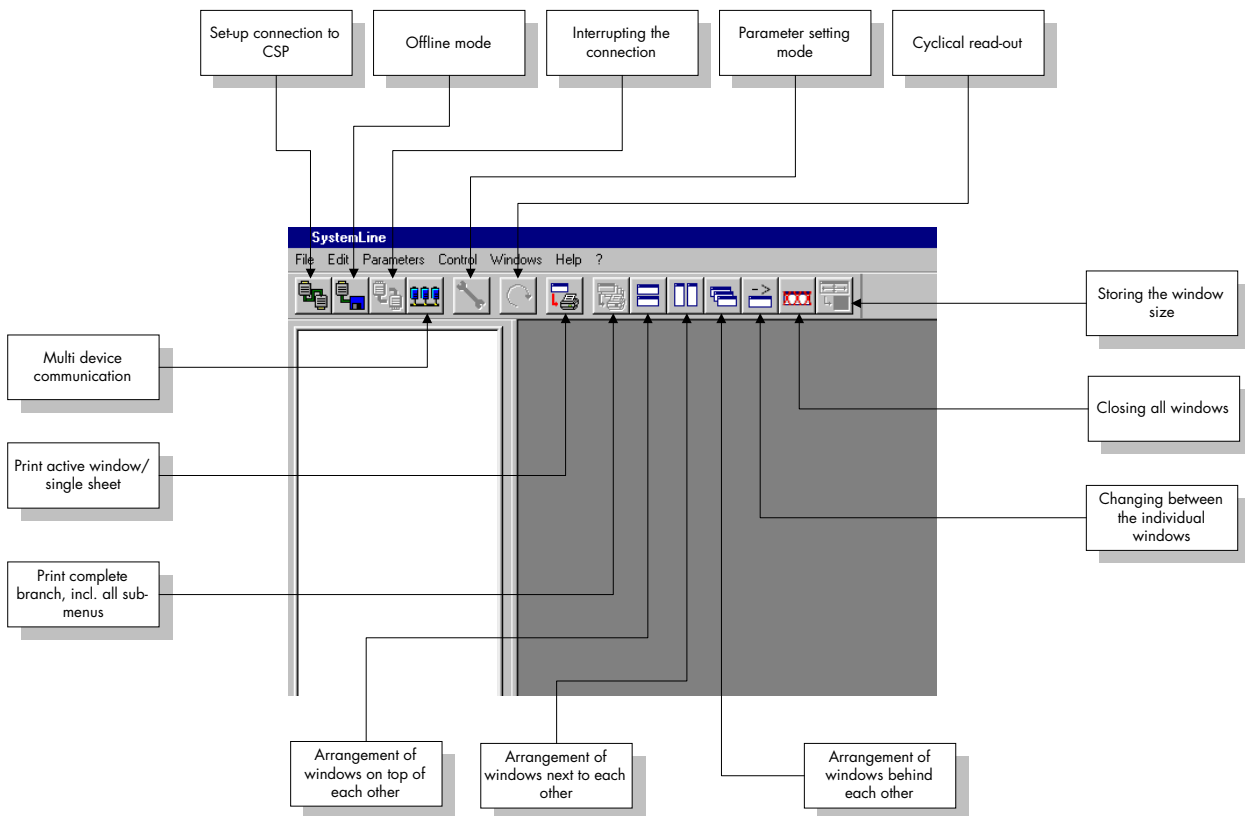 Set-up connection to
CSP
Offline mode
Interrupting the
connection
Parameter setting
mode
Cyclical read-out
SystemLine
File Edit Parameters Control Windows Help ?
Storing the window
size
Multi device
communication
Closing all windows
Print active window/
single sheet
Changing between
the individual
windows
Print complete
branch, incl. all sub-
menus
Arrangement of
windows on top of
each other
Arrangement of
windows next to each
other
Arrangement of
windows behind
each other